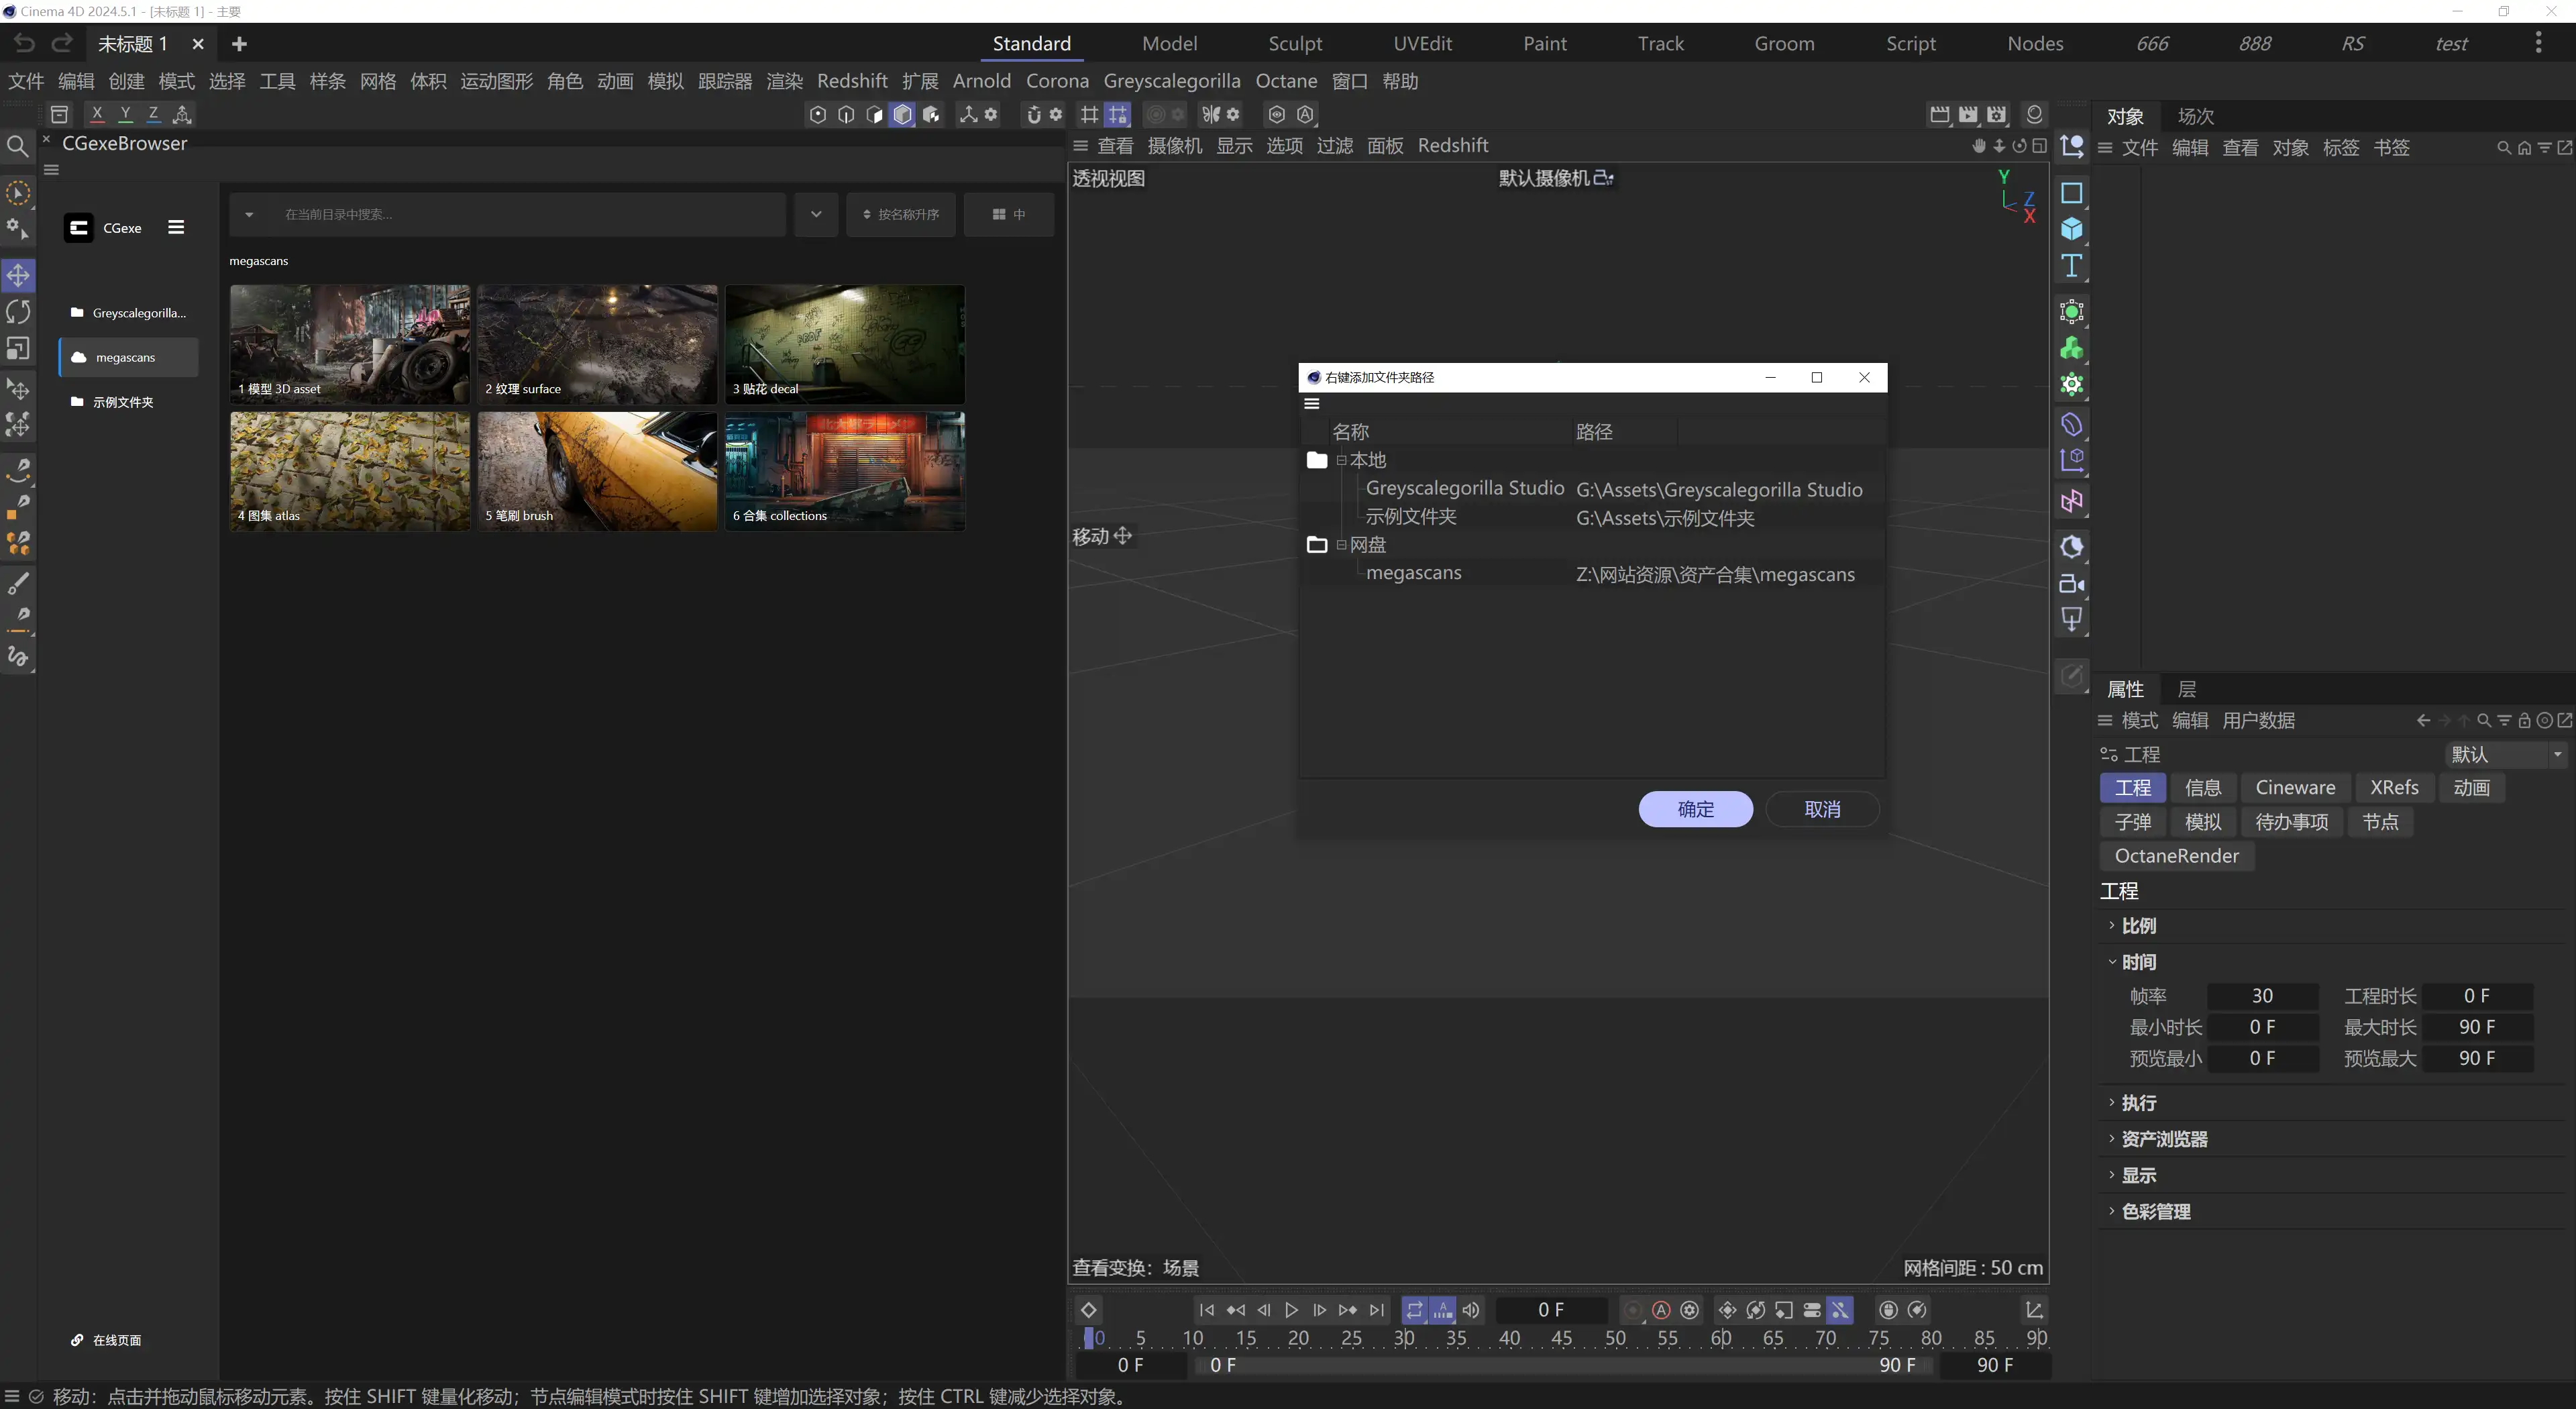 Cinema 4D 2024.5.1 - [未标题 1] - 主要
未标题 1
Standard Model Sculpt UVEdit Paint Track Groom Script Nodes 666 888 RS test
文件 编辑 创建 模式 选择 工具 样条 网格 体积 运动图形 角色 动画 模拟 跟踪器 渲染 Redshift 扩展 Arnold Corona Greyscalegorilla Octane 窗口 帮助
X Y Z
CGexeBrowser
CGexe
Greyscalegorilla...
megascans
示例文件夹
在线页面
在当前目录中搜索...
按名称升序
中
megascans
1 模型 3D asset
2 纹理 surface
3 贴花 decal
4 图集 atlas
5 笔刷 brush
6 合集 collections
查看 摄像机 显示 选项 过滤 面板 Redshift
透视视图
默认摄像机
Y
Z
X
移动
右键添加文件夹路径
名称 路径
本地
Greyscalegorilla Studio G:\Assets\Greyscalegorilla Studio
示例文件夹 G:\Assets\示例文件夹
网盘
megascans Z:\网站资源\资产合集\megascans
确定 取消
查看变换：场景
网格间距 : 50 cm
0 F
0 5 10 15 20 25 30 35 40 45 50 55 60 65 70 75 80 85 90
0 F 0 F 90 F 90 F
对象 场次
文件 编辑 查看 对象 标签 书签
属性 层
模式 编辑 用户数据
工程 默认
工程 信息 Cineware XRefs 动画
子弹 模拟 待办事项 节点
OctaneRender
工程
比例
时间
帧率 30 工程时长 0 F
最小时长 0 F 最大时长 90 F
预览最小 0 F 预览最大 90 F
执行
资产浏览器
显示
色彩管理
移动：点击并拖动鼠标移动元素。按住 SHIFT 键量化移动；节点编辑模式时按住 SHIFT 键增加选择对象；按住 CTRL 键减少选择对象。